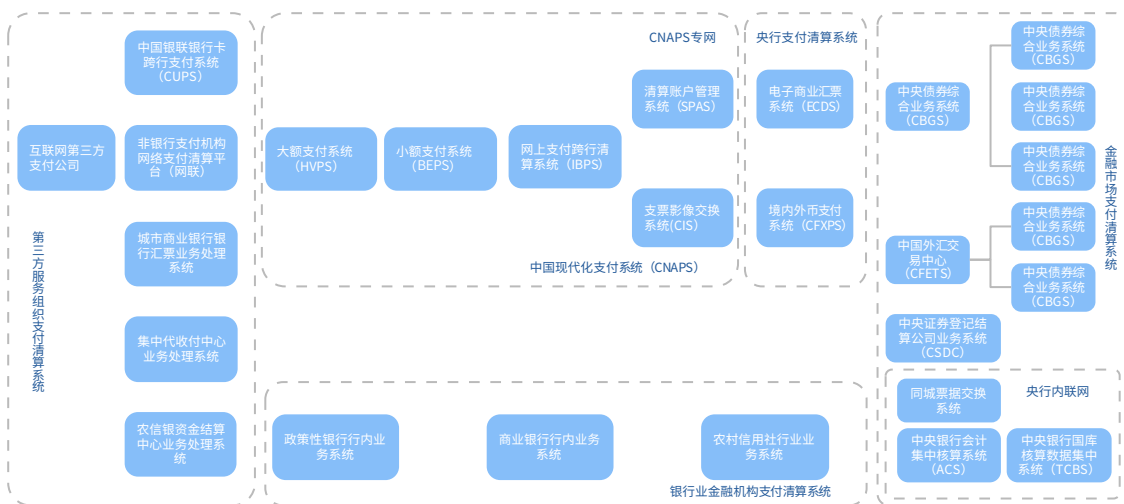 中国银联银行卡
跨行支付系统
（CUPS）
互联网第三方
支付公司
非银行支付机构
网络支付清算平
台（网联）
城市商业银行银
行汇票业务处理
系统
集中代收付中心
业务处理系统
农信银资金结算
中心业务处理系
统
第三方服务组织支付清算系统
CNAPS专网
大额支付系统
（HVPS）
小额支付系统
（BEPS）
网上支付跨行清
算系统（IBPS）
清算账户管理
系统（SPAS）
支票影像交换
系统(CIS）
中国现代化支付系统（CNAPS）
央行支付清算系统
电子商业汇票
系统（ECDS）
境内外币支付
系统（CFXPS）
中央债券综
合业务系统
（CBGS）
中央债券综
合业务系统
（CBGS）
中央债券综
合业务系统
（CBGS）
中央债券综
合业务系统
（CBGS）
中国外汇交
易中心
（CFETS）
中央债券综
合业务系统
（CBGS）
中央债券综
合业务系统
（CBGS）
中央证券登记结
算公司业务系统
（CSDC）
金融市场支付清算系统
央行内联网
同城票据交换
系统
中央银行会计
集中核算系统
（ACS）
中央银行国库
核算数据集中
系统（TCBS）
政策性银行行内业
务系统
商业银行行内业务
系统
农村信用社行业业
务系统
银行业金融机构支付清算系统